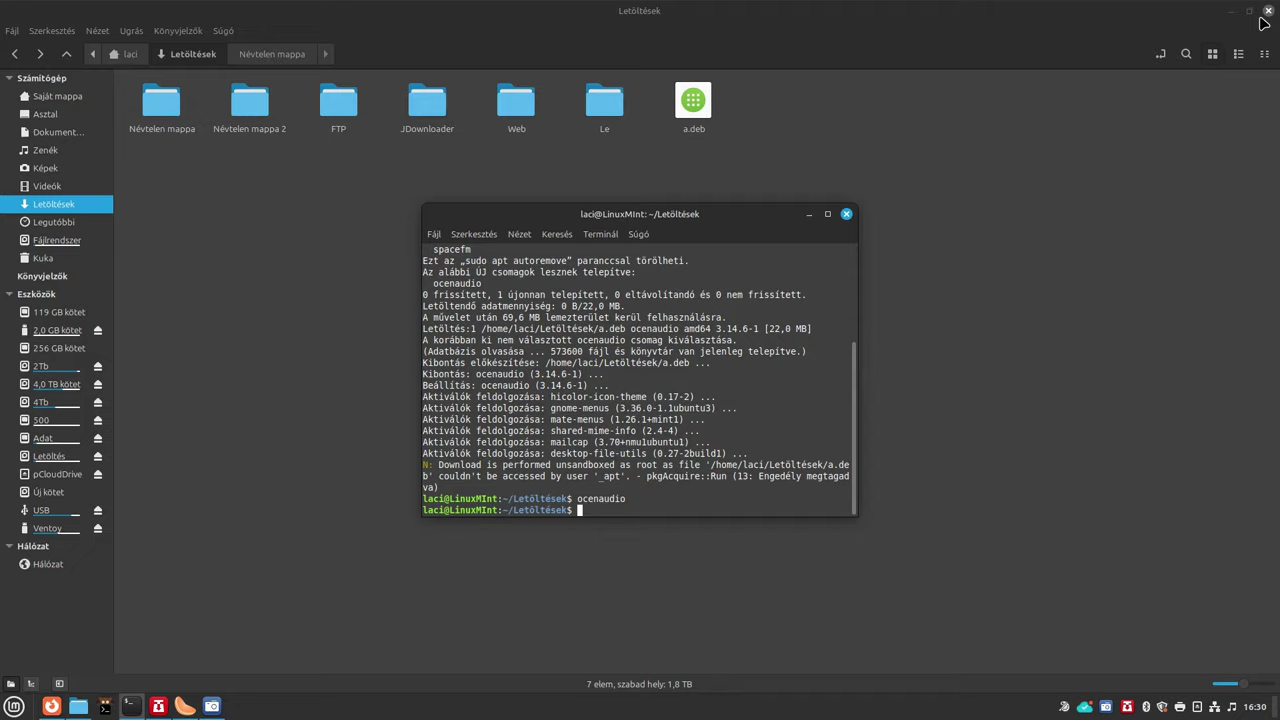 Letöltések
Fájl Szerkesztés Nézet Ugrás Könyvjelzők Súgó
laci Letöltések Névtelen mappa
Számítógép
Saját mappa
Asztal
Dokument...
Zenék
Képek
Videók
Letöltések
Legutóbbi
Fájlrendszer
Kuka
Könyvjelzők
Eszközök
119 GB kötet
2,0 GB kötet
256 GB kötet
2Tb
4,0 TB kötet
4Tb
500
Adat
Letöltés
pCloudDrive
Új kötet
USB
Ventoy
Hálózat
Hálózat
Névtelen mappa Névtelen mappa 2 FTP JDownloader Web Le a.deb
laci@LinuxMInt: ~/Letöltések
Fájl Szerkesztés Nézet Keresés Terminál Súgó
spacefm
Ezt az „sudo apt autoremove” paranccsal törölheti.
Az alábbi ÚJ csomagok lesznek telepítve:
ocenaudio
0 frissített, 1 újonnan telepített, 0 eltávolítandó és 0 nem frissített.
Letöltendő adatmennyiség: 0 B/22,0 MB.
A művelet után 69,6 MB lemezterület kerül felhasználásra.
Letöltés:1 /home/laci/Letöltések/a.deb ocenaudio amd64 3.14.6-1 [22,0 MB]
A korábban ki nem választott ocenaudio csomag kiválasztása.
(Adatbázis olvasása ... 573600 fájl és könyvtár van jelenleg telepítve.)
Kibontás előkészítése: /home/laci/Letöltések/a.deb ...
Kibontás: ocenaudio (3.14.6-1) ...
Beállítás: ocenaudio (3.14.6-1) ...
Aktiválók feldolgozása: hicolor-icon-theme (0.17-2) ...
Aktiválók feldolgozása: gnome-menus (3.36.0-1.1ubuntu3) ...
Aktiválók feldolgozása: mate-menus (1.26.1+mint1) ...
Aktiválók feldolgozása: shared-mime-info (2.4-4) ...
Aktiválók feldolgozása: mailcap (3.70+nmu1ubuntu1) ...
Aktiválók feldolgozása: desktop-file-utils (0.27-2build1) ...
N: Download is performed unsandboxed as root as file '/home/laci/Letöltések/a.de
b' couldn't be accessed by user '_apt'. - pkgAcquire::Run (13: Engedély megtagad
va)
laci@LinuxMInt:~/Letöltések$ ocenaudio
laci@LinuxMInt:~/Letöltések$
7 elem, szabad hely: 1,8 TB
16:30